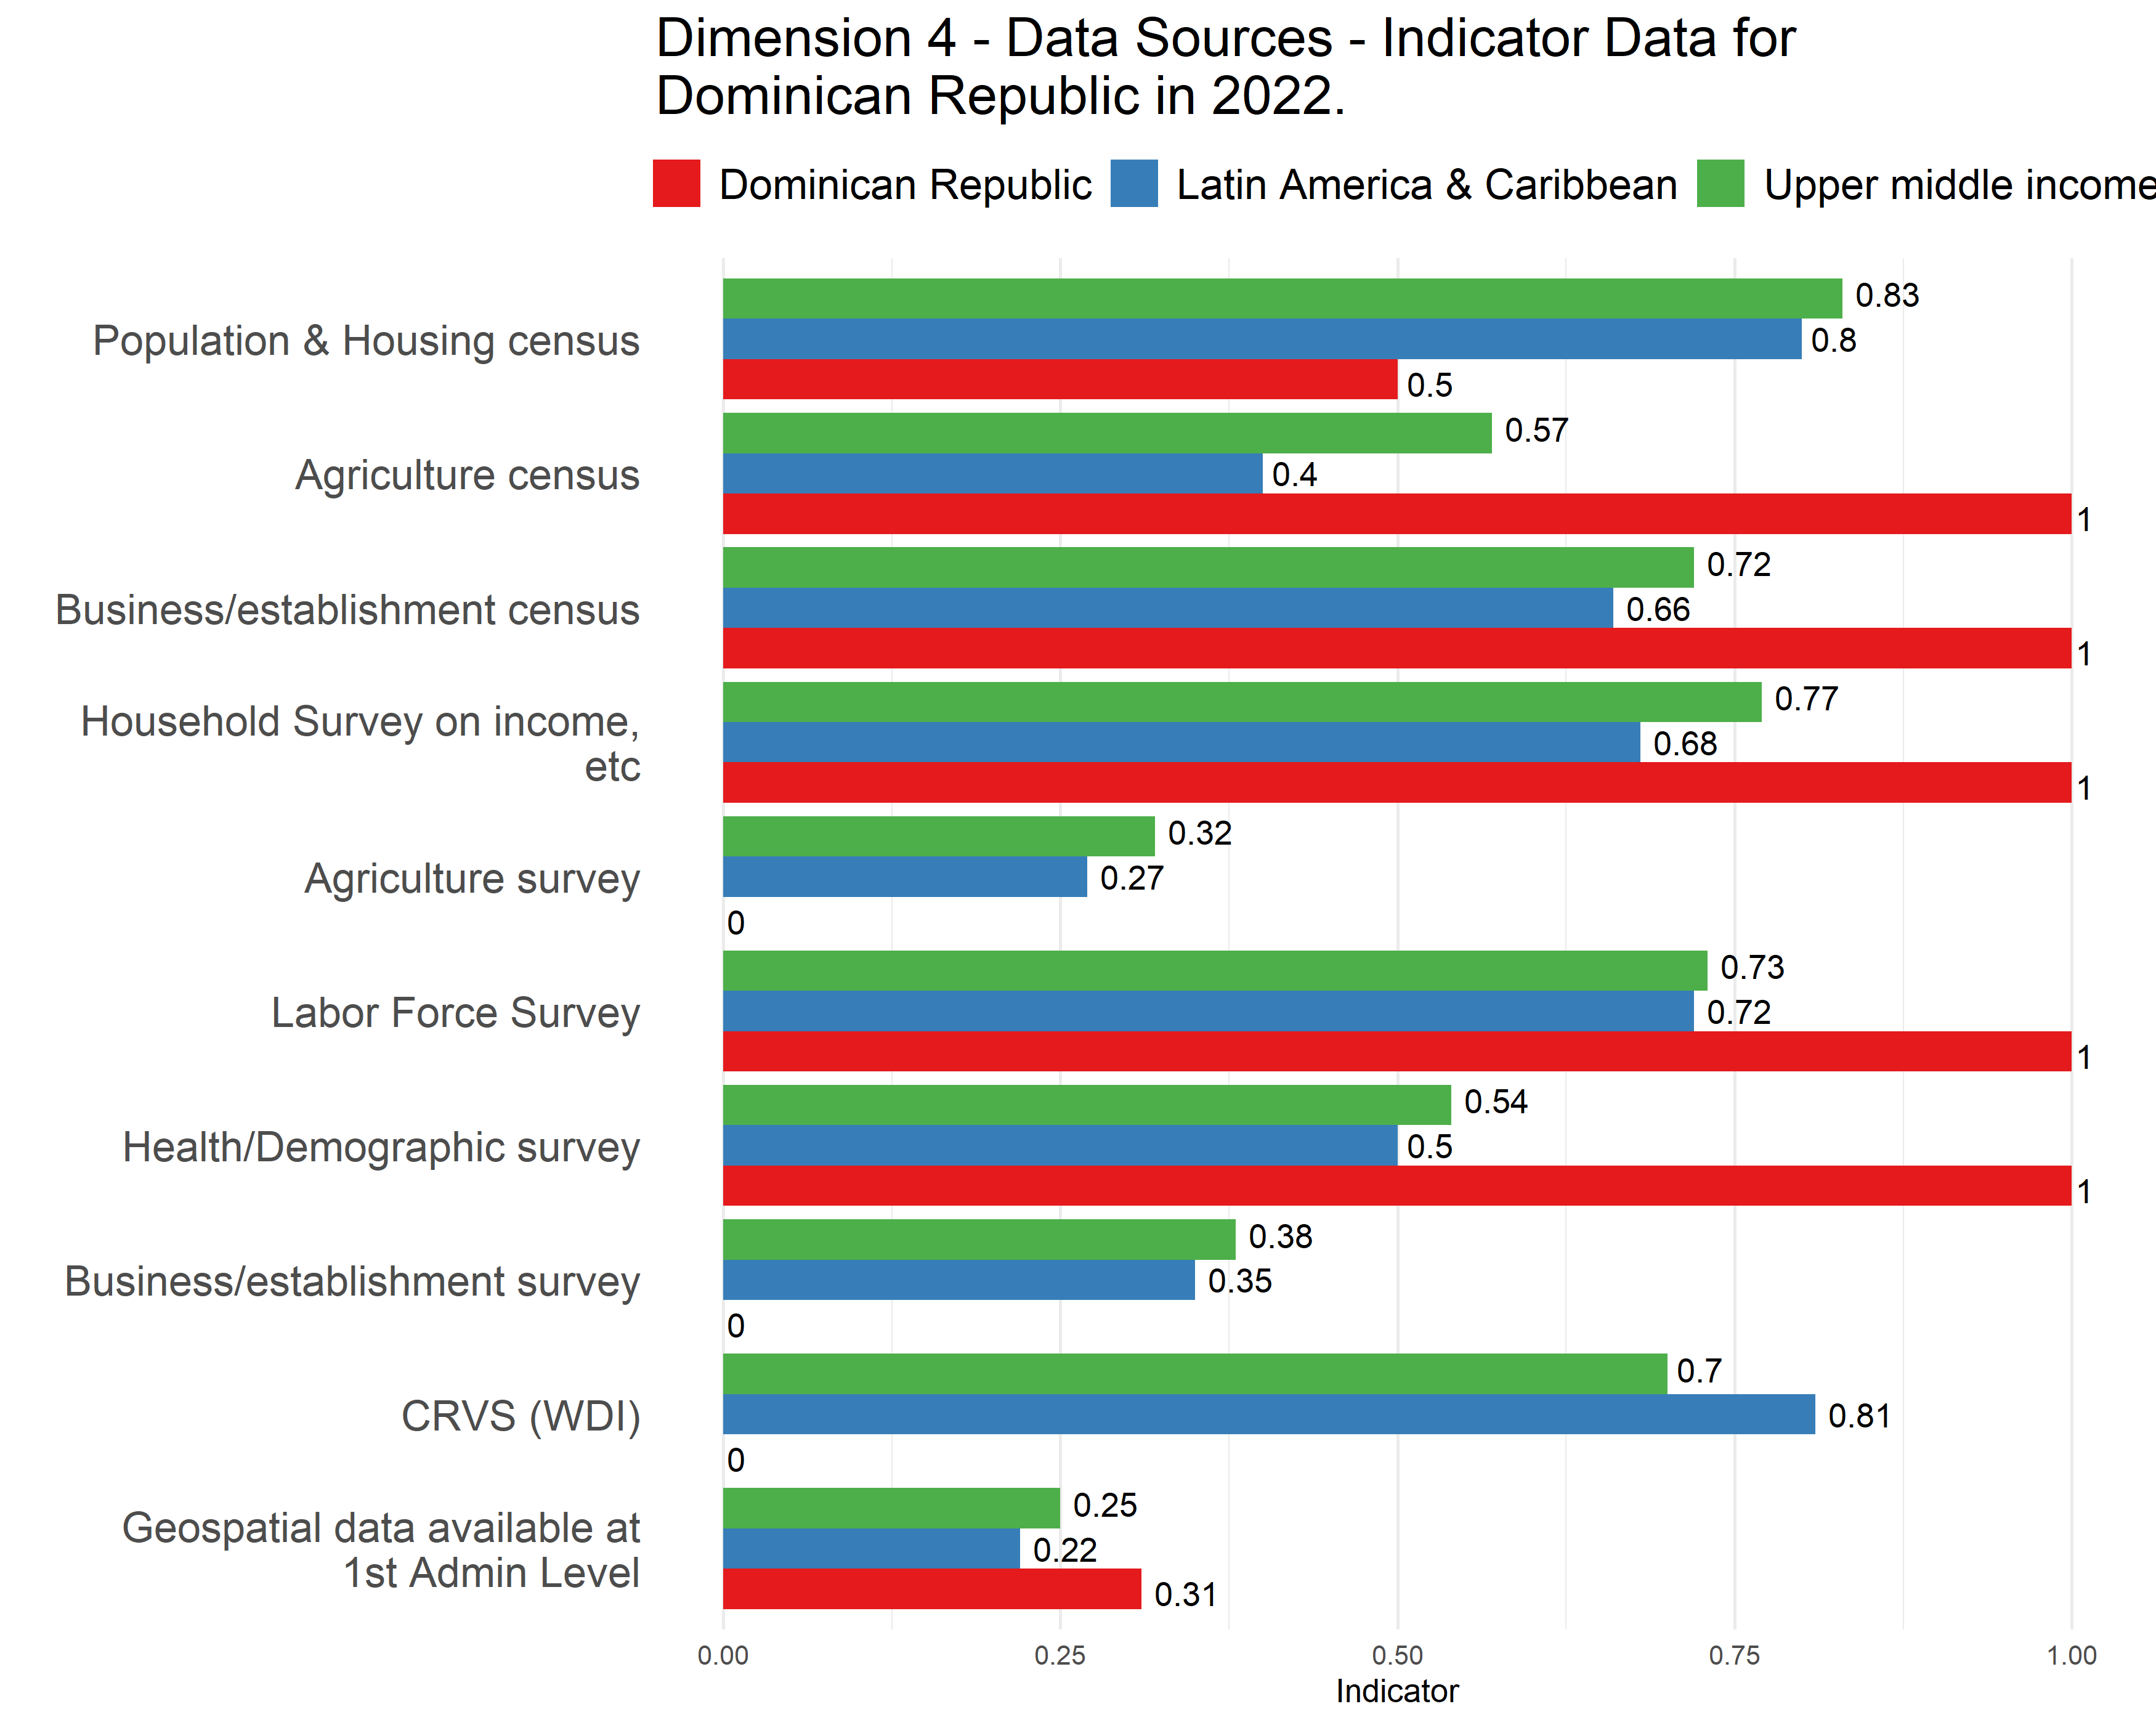 Dimension 4 - Data Sources - Indicator Data for
Dominican Republic in 2022.
Dominican Republic
Latin America & Caribbean
Upper middle income
Population & Housing census
0.83
0.8
0.5
Agriculture census
0.57
0.4
1
Business/establishment census
0.72
0.66
1
Household Survey on income,
etc
0.77
0.68
1
Agriculture survey
0.32
0.27
0
Labor Force Survey
0.73
0.72
1
Health/Demographic survey
0.54
0.5
1
Business/establishment survey
0.38
0.35
0
CRVS (WDI)
0.7
0.81
0
Geospatial data available at
1st Admin Level
0.25
0.22
0.31
0.00
0.25
0.50
0.75
1.00
Indicator